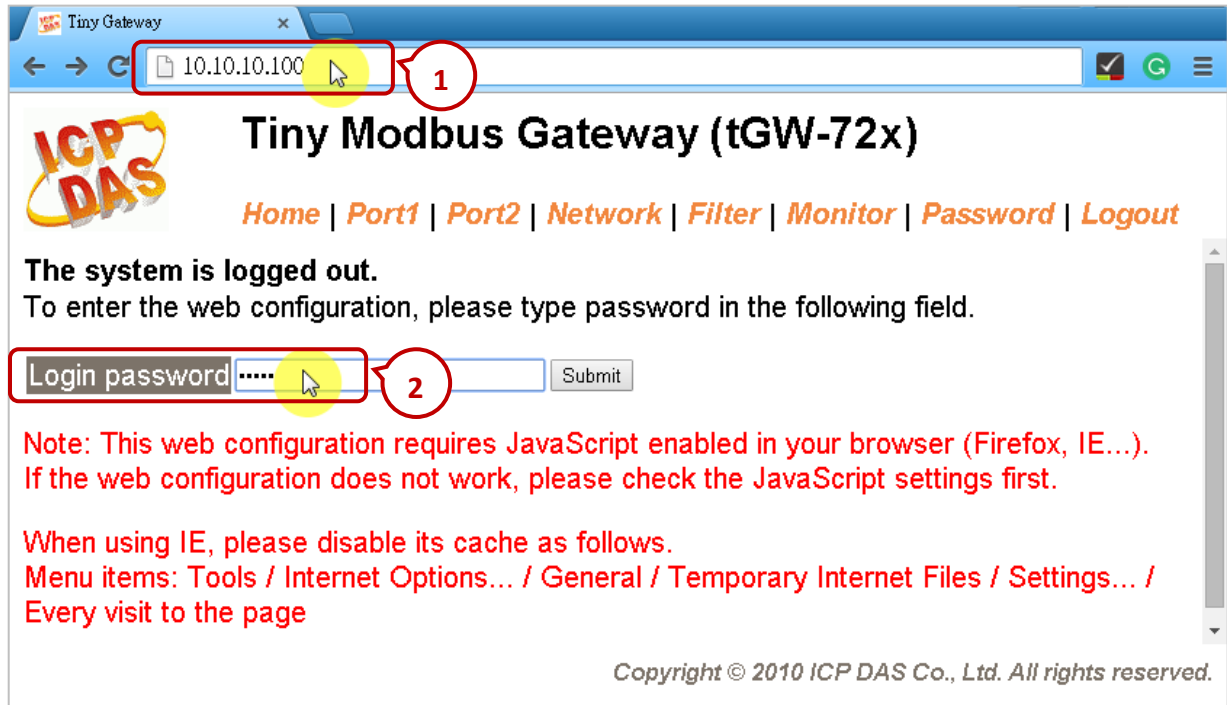 Tiny Gateway
10.10.10.100
1
ICP
DAS
Tiny Modbus Gateway (tGW-72x)
Home | Port1 | Port2 | Network | Filter | Monitor | Password | Logout
The system is logged out.
To enter the web configuration, please type password in the following field.
Login password ····· Submit
2
Note: This web configuration requires JavaScript enabled in your browser (Firefox, IE...).
If the web configuration does not work, please check the JavaScript settings first.
When using IE, please disable its cache as follows.
Menu items: Tools / Internet Options... / General / Temporary Internet Files / Settings... /
Every visit to the page
Copyright © 2010 ICP DAS Co., Ltd. All rights reserved.